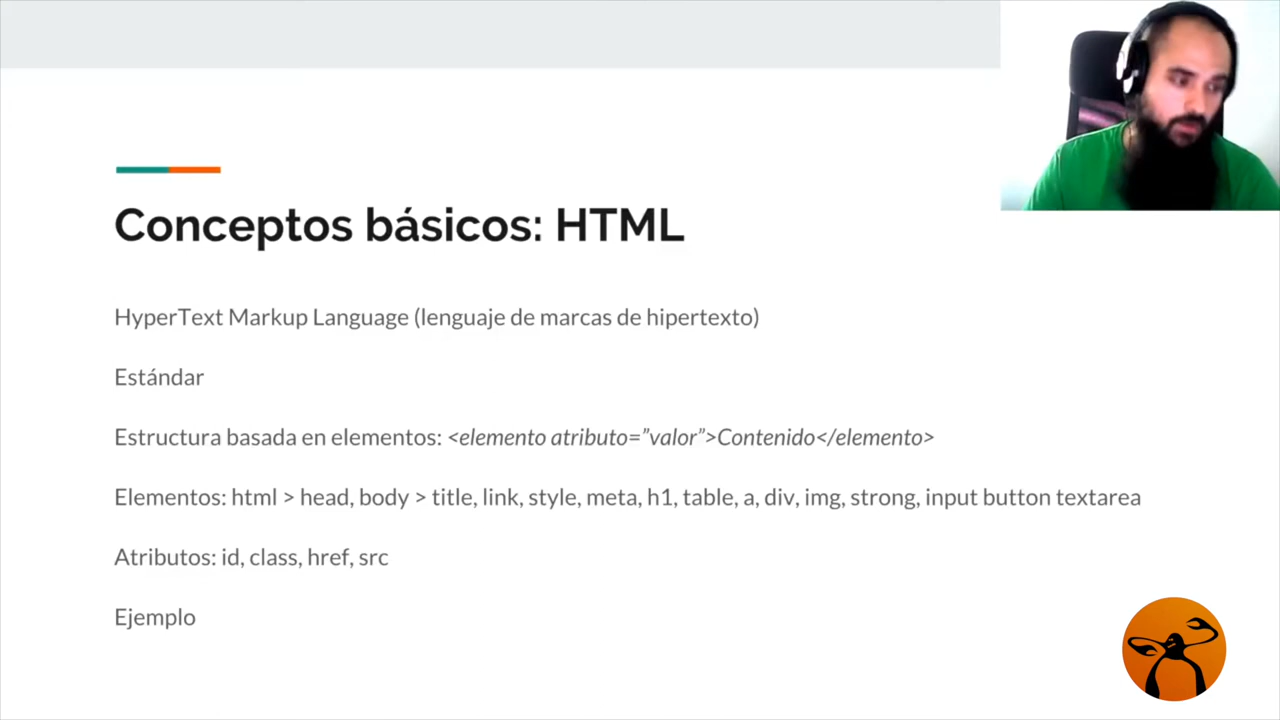 Conceptos básicos: HTML
HyperText Markup Language (lenguaje de marcas de hipertexto)
Estándar
Estructura basada en elementos: <elemento atributo=”valor”>Contenido</elemento>
Elementos: html > head, body > title, link, style, meta, h1, table, a, div, img, strong, input button textarea
Atributos: id, class, href, src
Ejemplo